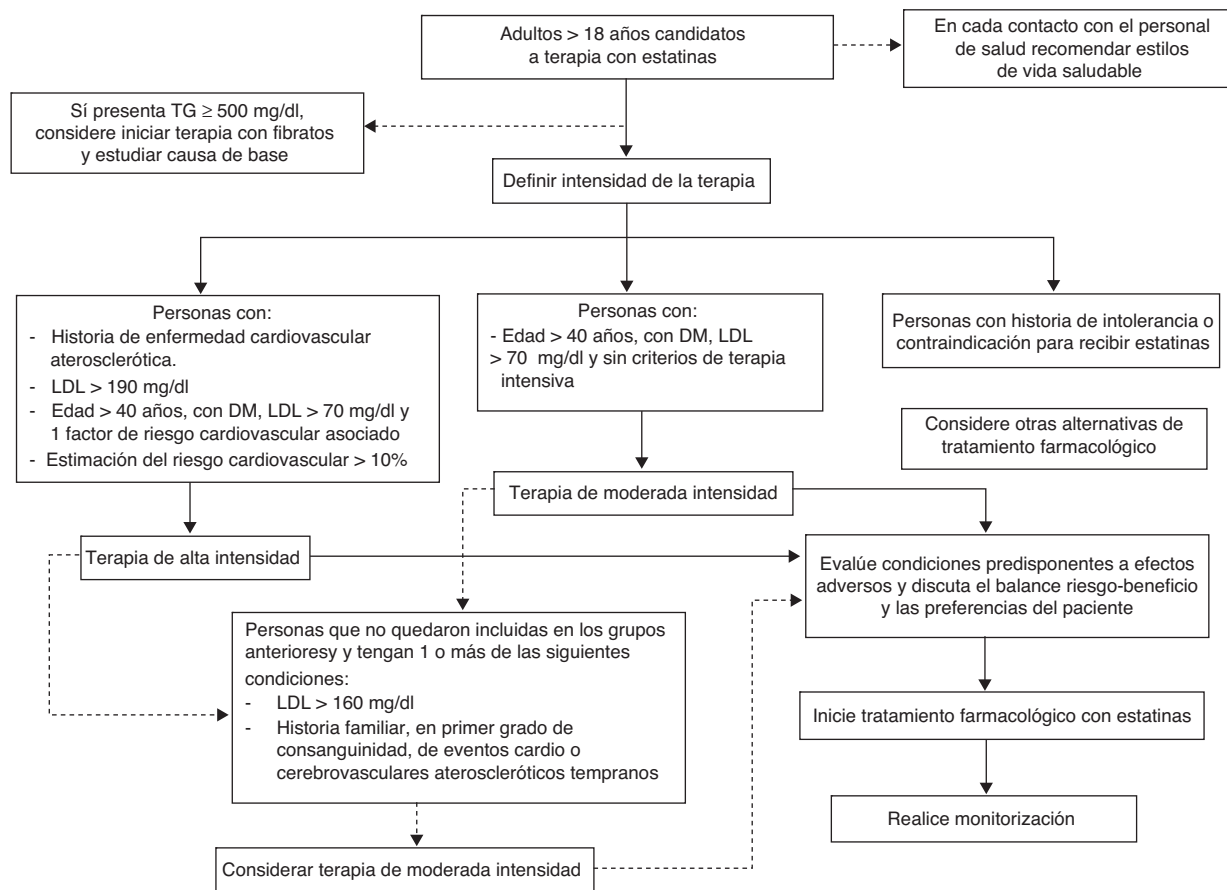 Adultos > 18 años candidatos
a terapia con estatinas
En cada contacto con el personal
de salud recomendar estilos
de vida saludable
Sí presenta TG ≥ 500 mg/dl,
considere iniciar terapia con fibratos
y estudiar causa de base
Definir intensidad de la terapia
Personas con:
- Historia de enfermedad cardiovascular
aterosclerótica.
- LDL > 190 mg/dl
- Edad > 40 años, con DM, LDL > 70 mg/dl y
1 factor de riesgo cardiovascular asociado
- Estimación del riesgo cardiovascular > 10%
Personas con:
- Edad > 40 años, con DM, LDL
> 70 mg/dl y sin criterios de terapia
intensiva
Personas con historia de intolerancia o
contraindicación para recibir estatinas
Considere otras alternativas de
tratamiento farmacológico
Terapia de moderada intensidad
Terapia de alta intensidad
Evalúe condiciones predisponentes a efectos
adversos y discuta el balance riesgo-beneficio
y las preferencias del paciente
Personas que no quedaron incluidas en los grupos
anterioresy y tengan 1 o más de las siguientes
condiciones:
- LDL > 160 mg/dl
- Historia familiar, en primer grado de
consanguinidad, de eventos cardio o
cerebrovasculares ateroscleróticos tempranos
Inicie tratamiento farmacológico con estatinas
Realice monitorización
Considerar terapia de moderada intensidad